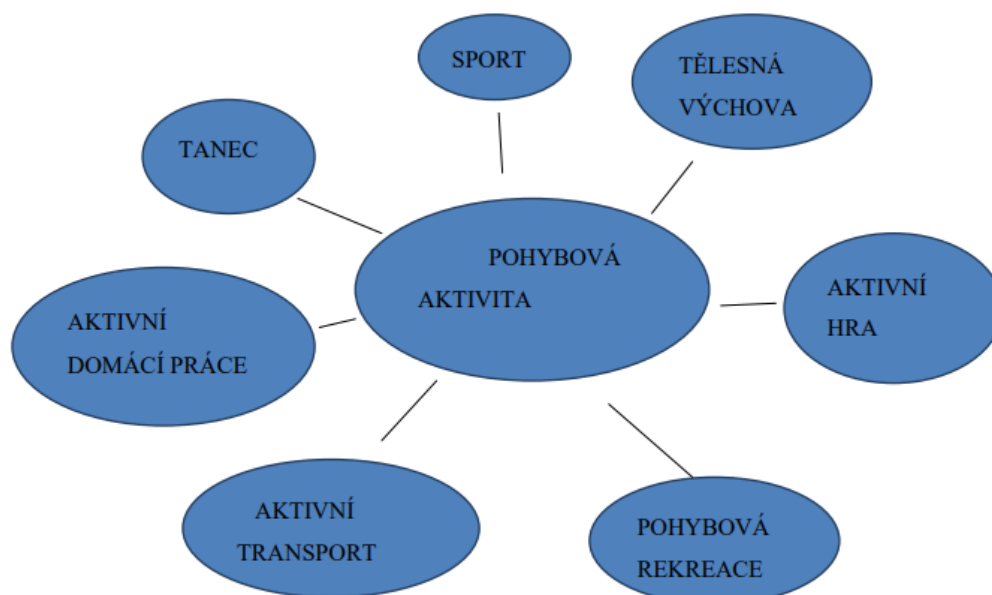 SPORT
TĚLESNÁ
VÝCHOVA
TANEC
POHYBOVÁ
AKTIVITA
AKTIVNÍ
HRA
AKTIVNÍ
DOMÁCÍ PRÁCE
AKTIVNÍ
TRANSPORT
POHYBOVÁ
REKREACE